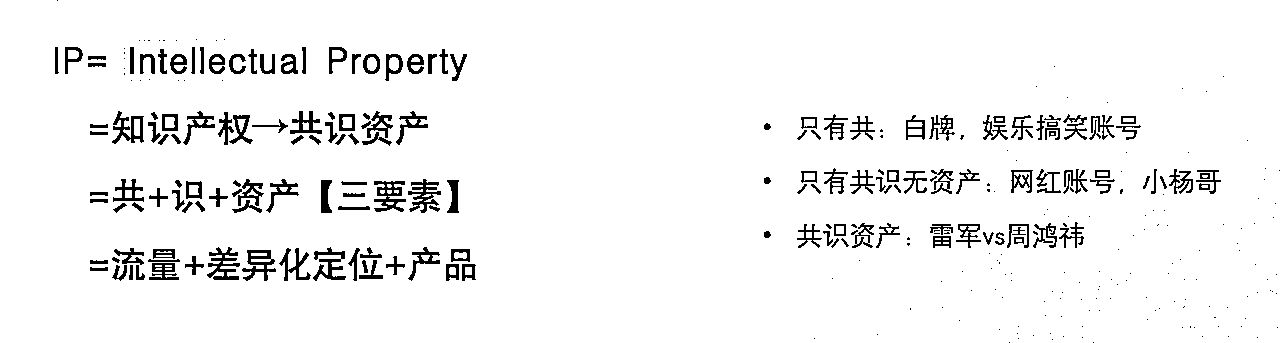 IP= Intellectual Property
=知识产权→共识资产
=共+识+资产【三要素】
=流量+差异化定位+产品
• 只有共：白牌，娱乐搞笑账号
• 只有共识无资产：网红账号，小杨哥
• 共识资产：雷军vs周鸿祎